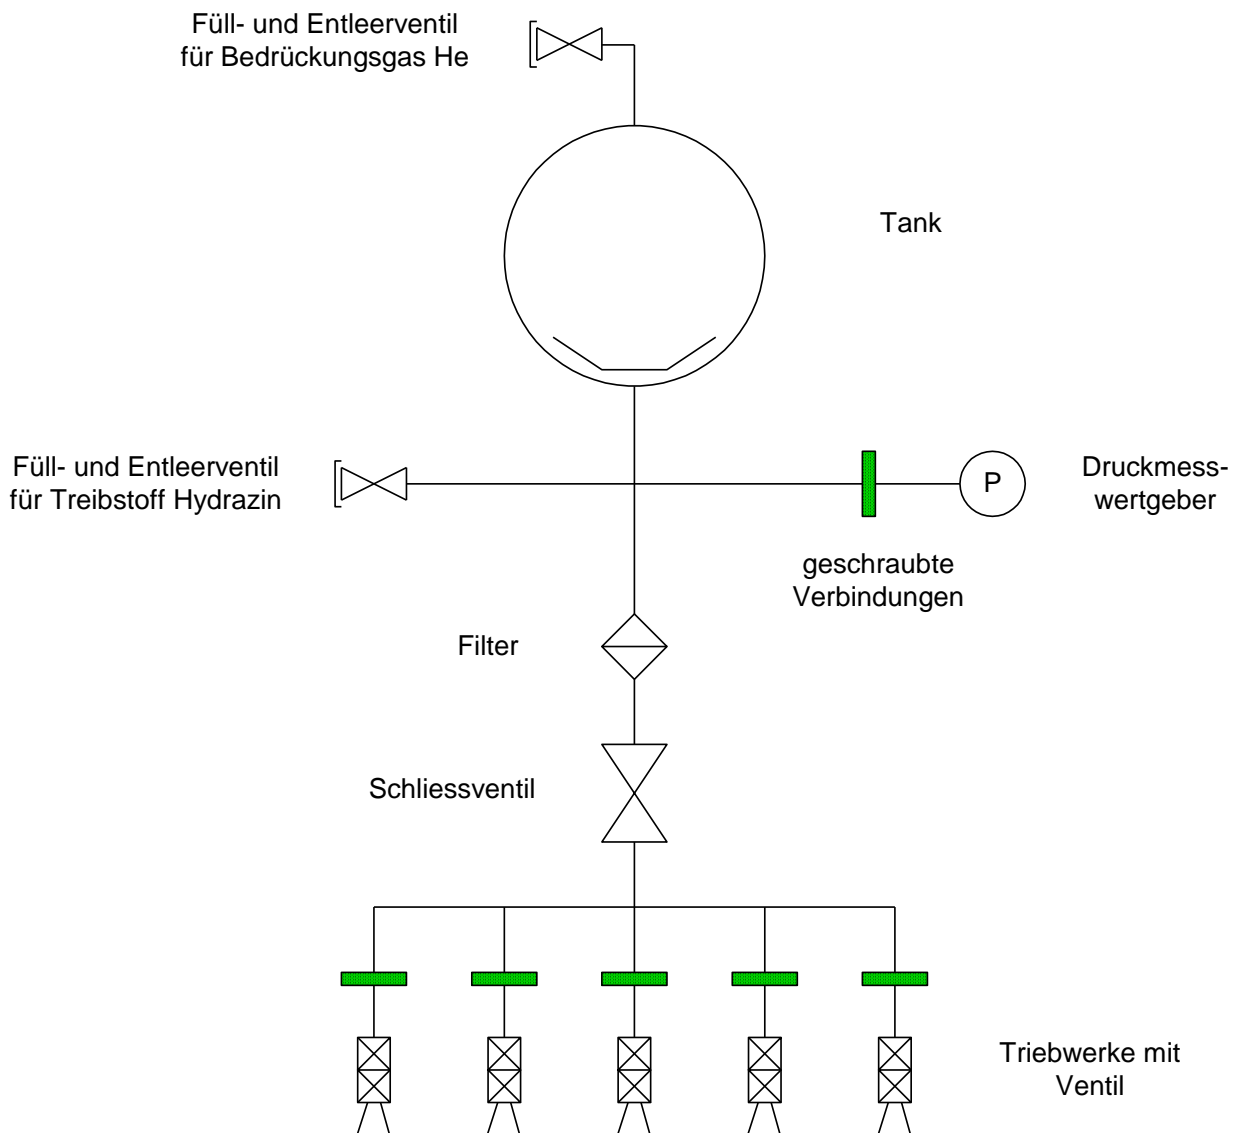 Füll- und Entleerventil
für Bedrückungsgas He
Tank
Füll- und Entleerventil
für Treibstoff Hydrazin
P
Druckmess-
wertgeber
geschraubte
Verbindungen
Filter
Schliessventil
Triebwerke mit
Ventil